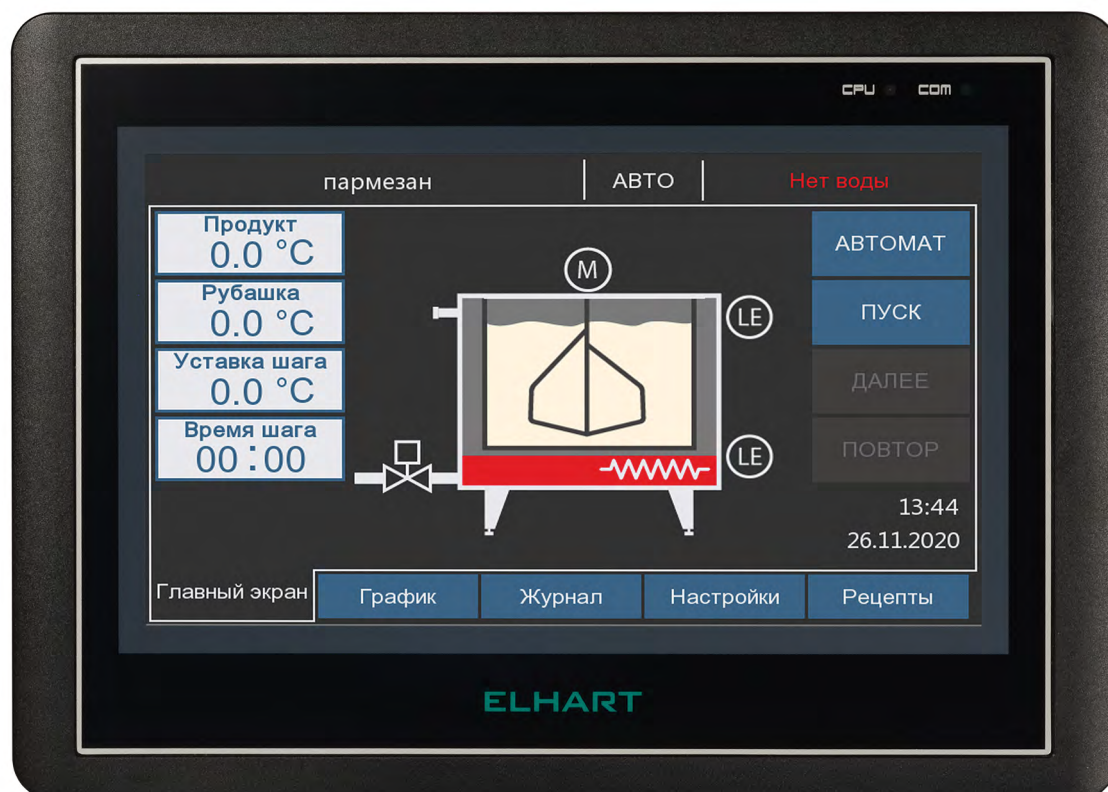 CPU COM
пармезан АВТО Нет воды
Продукт
0.0 °C
Рубашка
0.0 °C
Уставка шага
0.0 °C
Время шага
00:00
M
LE
LE
АВТОМАТ
ПУСК
ДАЛЕЕ
ПОВТОР
13:44
26.11.2020
Главный экран График Журнал Настройки Рецепты
ELHART